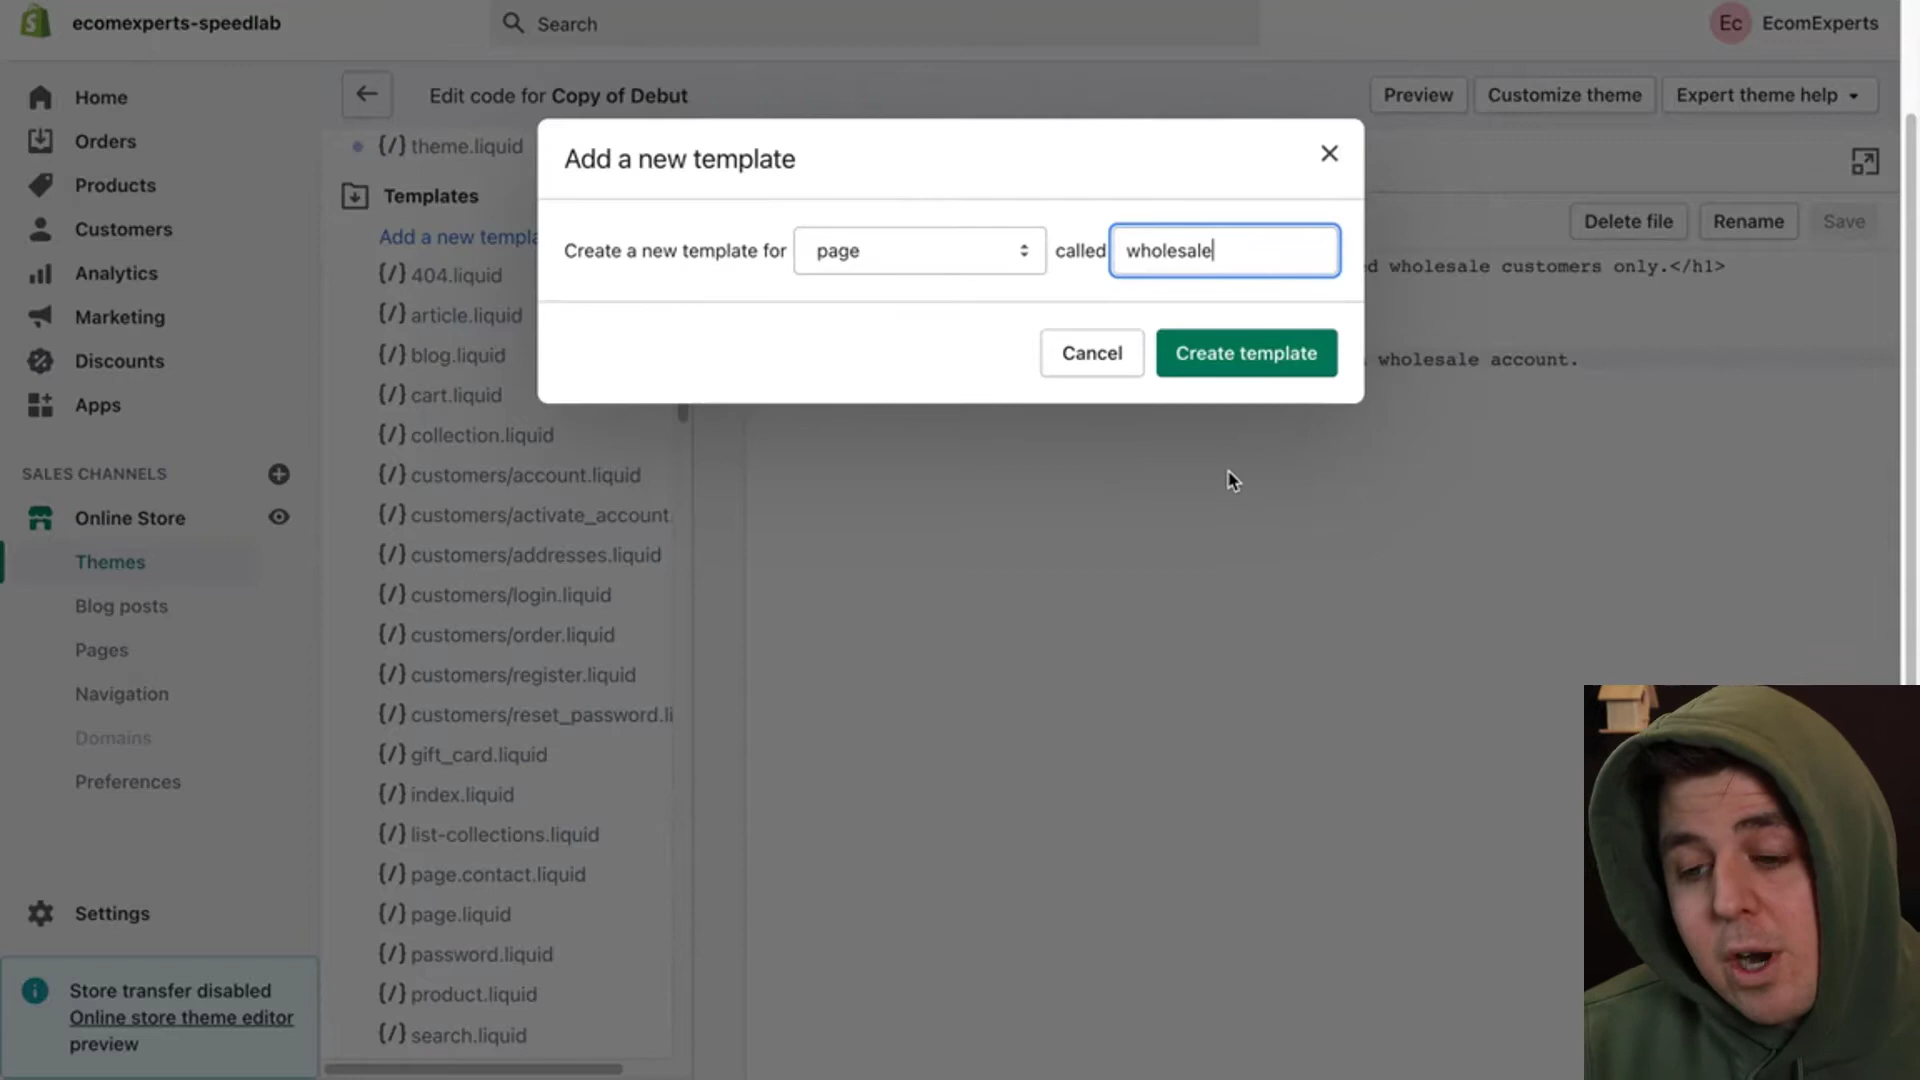 ecomexperts-speedlab
Search
Ec EcomExperts
Home
Orders
Products
Customers
Analytics
Marketing
Discounts
Apps
SALES CHANNELS
Online Store
Themes
Blog posts
Pages
Navigation
Domains
Preferences
Settings
Store transfer disabled
Online store theme editor
preview
Edit code for Copy of Debut
Preview
Customize theme
Expert theme help
{/} theme.liquid
Templates
Add a new templa
{/} 404.liquid
{/} article.liquid
{/} blog.liquid
{/} cart.liquid
{/} collection.liquid
{/} customers/account.liquid
{/} customers/activate_account.
{/} customers/addresses.liquid
{/} customers/login.liquid
{/} customers/order.liquid
{/} customers/register.liquid
{/} customers/reset_password.li
{/} gift_card.liquid
{/} index.liquid
{/} list-collections.liquid
{/} page.contact.liquid
{/} page.liquid
{/} password.liquid
{/} product.liquid
{/} search.liquid
Add a new template
Create a new template for page called wholesale
Cancel
Create template
Delete file
Rename
Save
d wholesale customers only.</h1>
wholesale account.